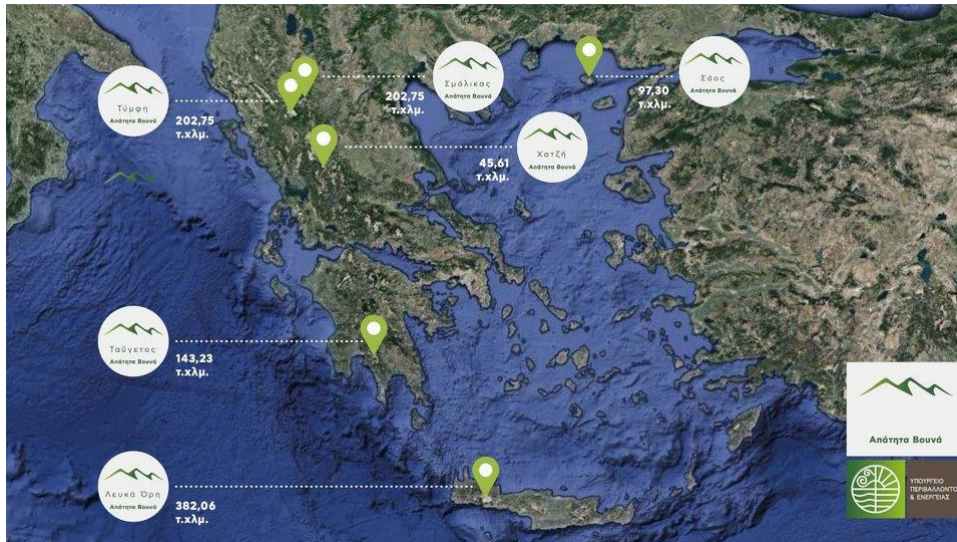 Τύμφη
Απάτητα Βουνά
202,75
τ.χλμ.
Σμόλικας
Απάτητα Βουνά
202,75
τ.χλμ.
Σάος
Απάτητα Βουνά
97,30
τ.χλμ.
Χατζή
Απάτητα Βουνά
45,61
τ.χλμ.
Ταΰγετος
Απάτητα Βουνά
143,23
τ.χλμ.
Λευκά Όρη
Απάτητα Βουνά
382,06
τ.χλμ.
Απάτητα Βουνά
ΥΠΟΥΡΓΕΙΟ
ΠΕΡΙΒΑΛΛΟΝΤΟ
& ΕΝΕΡΓΕΙΑΣ